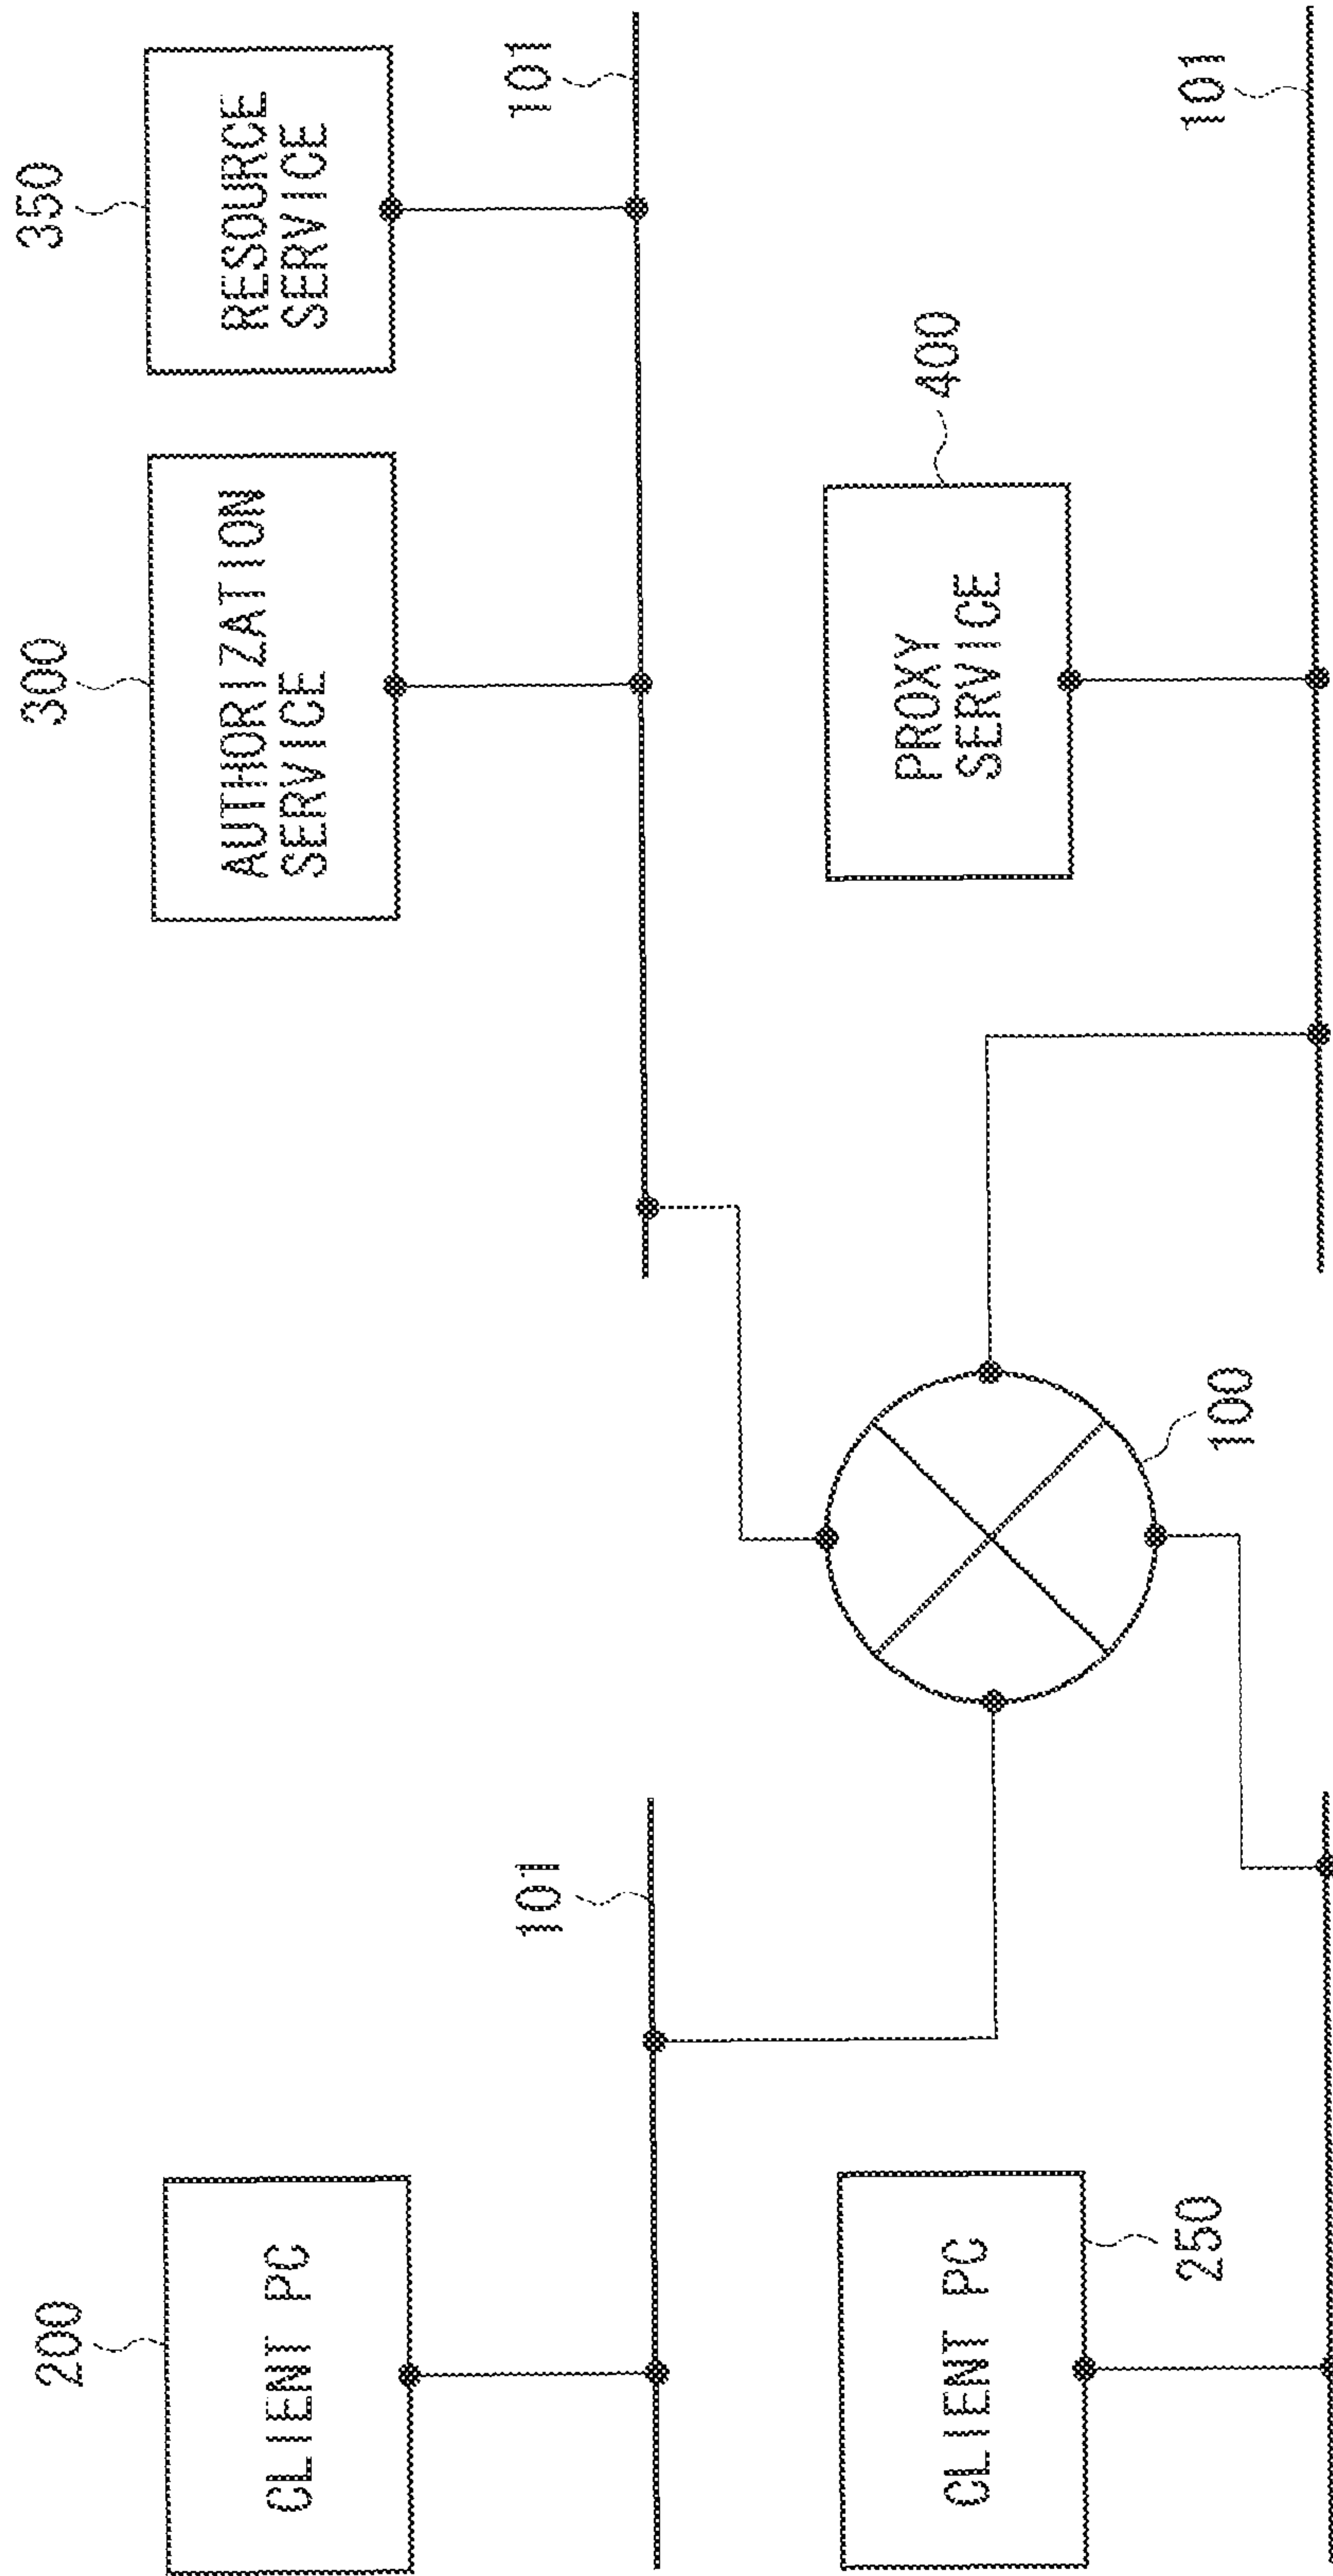 200
CLIENT PC
300
AUTHORIZATION
SERVICE
350
RESOURCE
SERVICE
101
101
CLIENT PC
250
100
PROXY
SERVICE
400
101